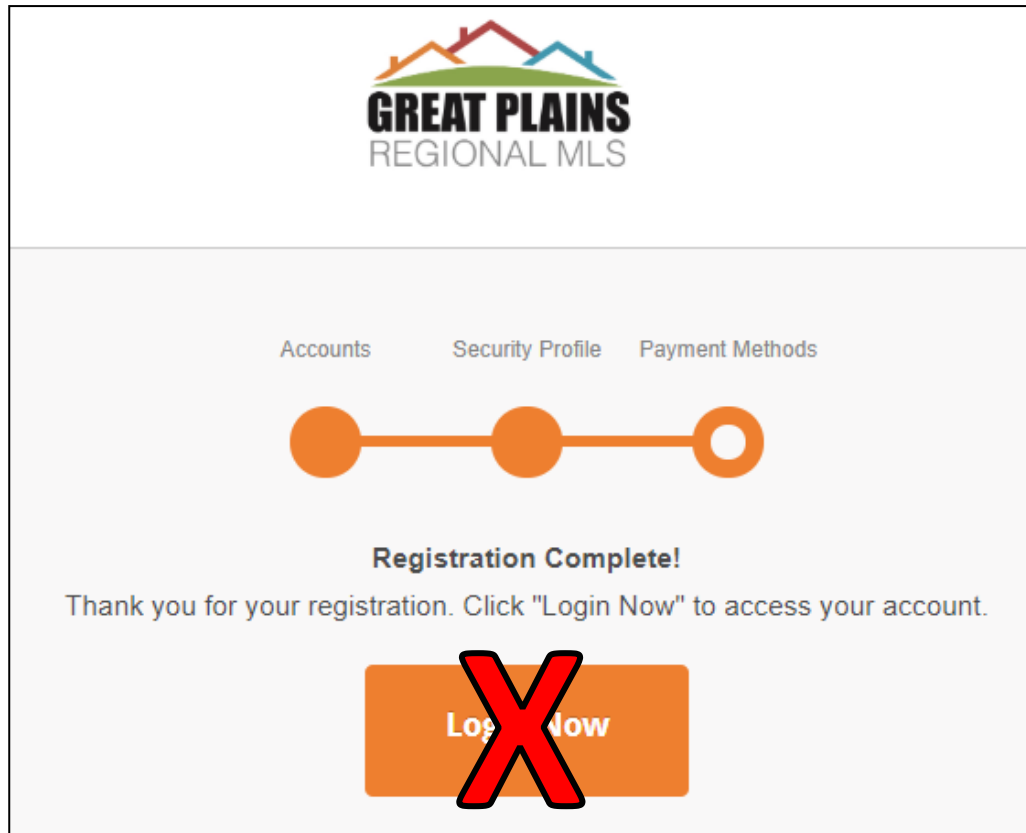 GREAT PLAINS
REGIONAL MLS
Accounts Security Profile Payment Methods
Registration Complete!
Thank you for your registration. Click "Login Now" to access your account.
X
Now